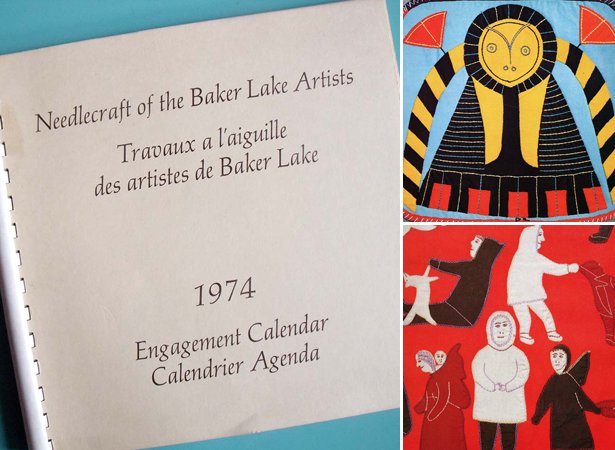 Needlecraft of the Baker Lake Artists
Travaux a l'aiguille
des artistes de Baker Lake
1974
Engagement Calendar
Calendrier Agenda